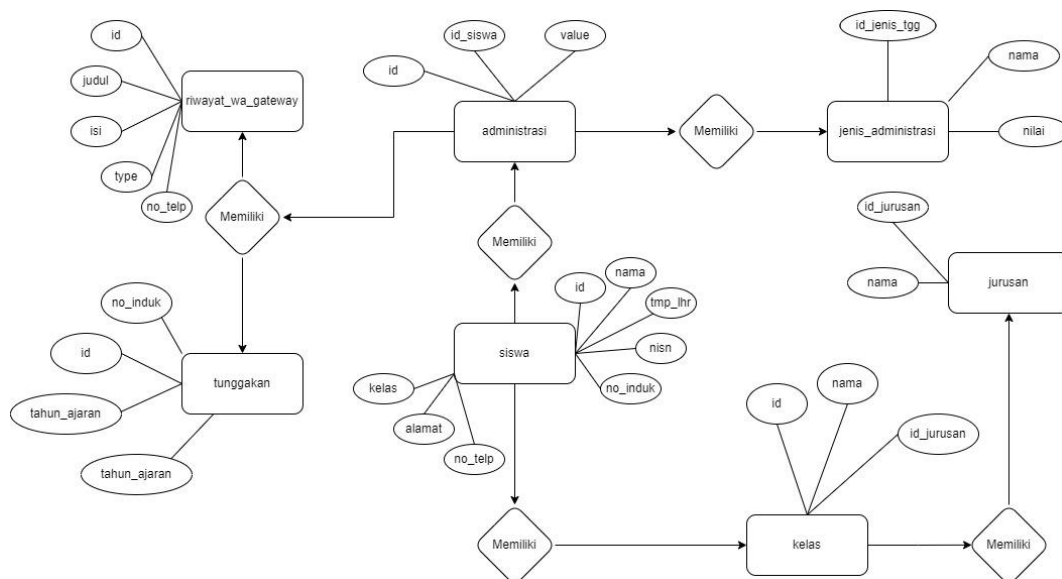 id
judul
isi
type
no_telp
riwayat_wa_gateway
Memiliki
no_induk
id
tahun_ajaran
tahun_ajaran
tunggakan
id
id_siswa
value
administrasi
Memiliki
id_jenis_tgg
nama
nilai
jenis_administrasi
Memiliki
id
nama
tmp_lhr
nisn
no_induk
siswa
kelas
alamat
no_telp
Memiliki
id
nama
id_jurusan
kelas
Memiliki
id_jurusan
nama
jurusan